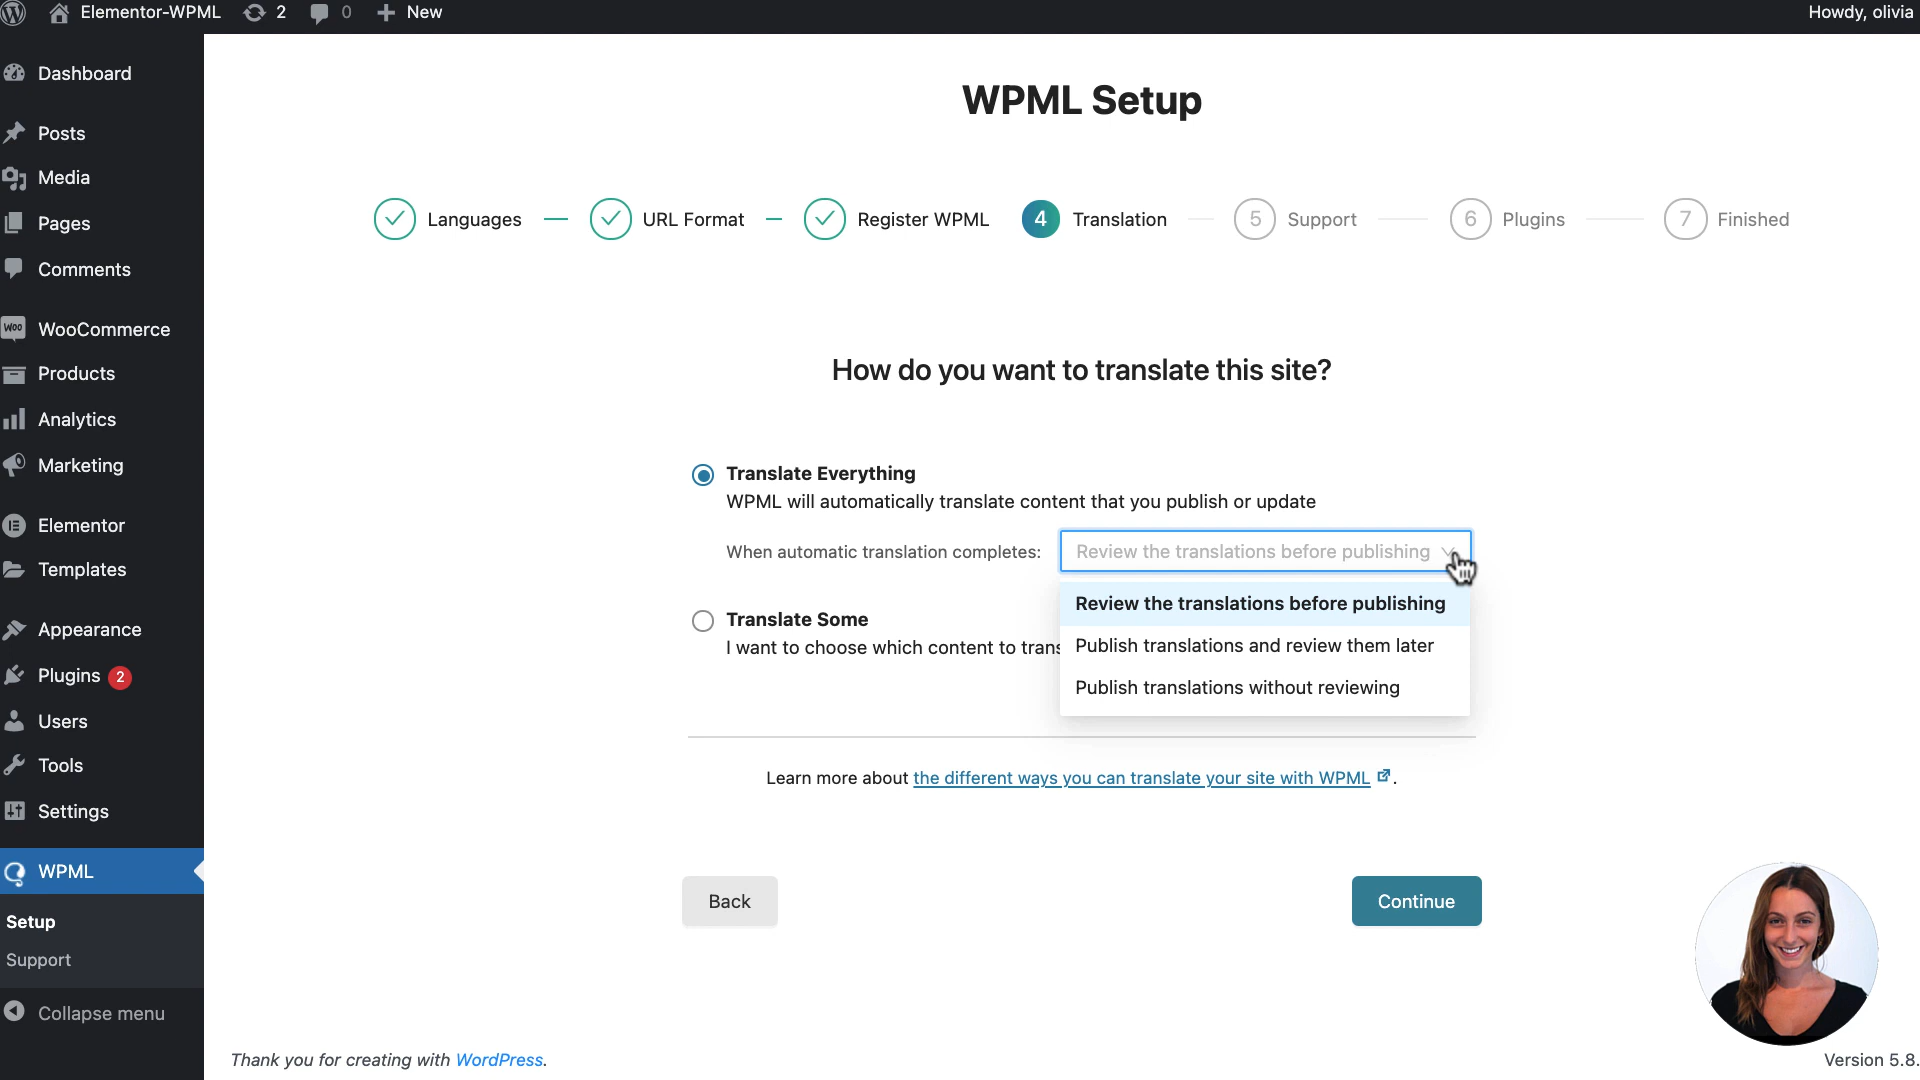 Elementor-WPML 2 0 New Howdy, olivia
Dashboard
Posts
Media
Pages
Comments
WooCommerce
Products
Analytics
Marketing
Elementor
Templates
Appearance
Plugins 2
Users
Tools
Settings
WPML
Setup
Support
Collapse menu
WPML Setup
Languages URL Format Register WPML 4 Translation 5 Support 6 Plugins 7 Finished
How do you want to translate this site?
Translate Everything
WPML will automatically translate content that you publish or update
When automatic translation completes: Review the translations before publishing
Review the translations before publishing
Publish translations and review them later
Publish translations without reviewing
Translate Some
I want to choose which content to trans
Learn more about the different ways you can translate your site with WPML .
Back Continue
Thank you for creating with WordPress. Version 5.8.